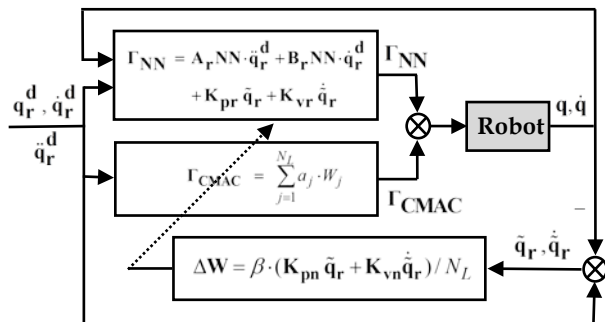 Γ_NN = A_r NN · q̈_r^d + B_r NN · q̇_r^d
+ K_pr q̃_r + K_vr q̃̇_r
Γ_NN
q_r^d , q̇_r^d
q̈_r^d
Robot
q, q̇
Γ_CMAC = ∑_{j=1}^{N_L} a_j · W_j
Γ_CMAC
−
q̃_r , q̃̇_r
ΔW = β · (K_pn q̃_r + K_vn q̃̇_r) / N_L